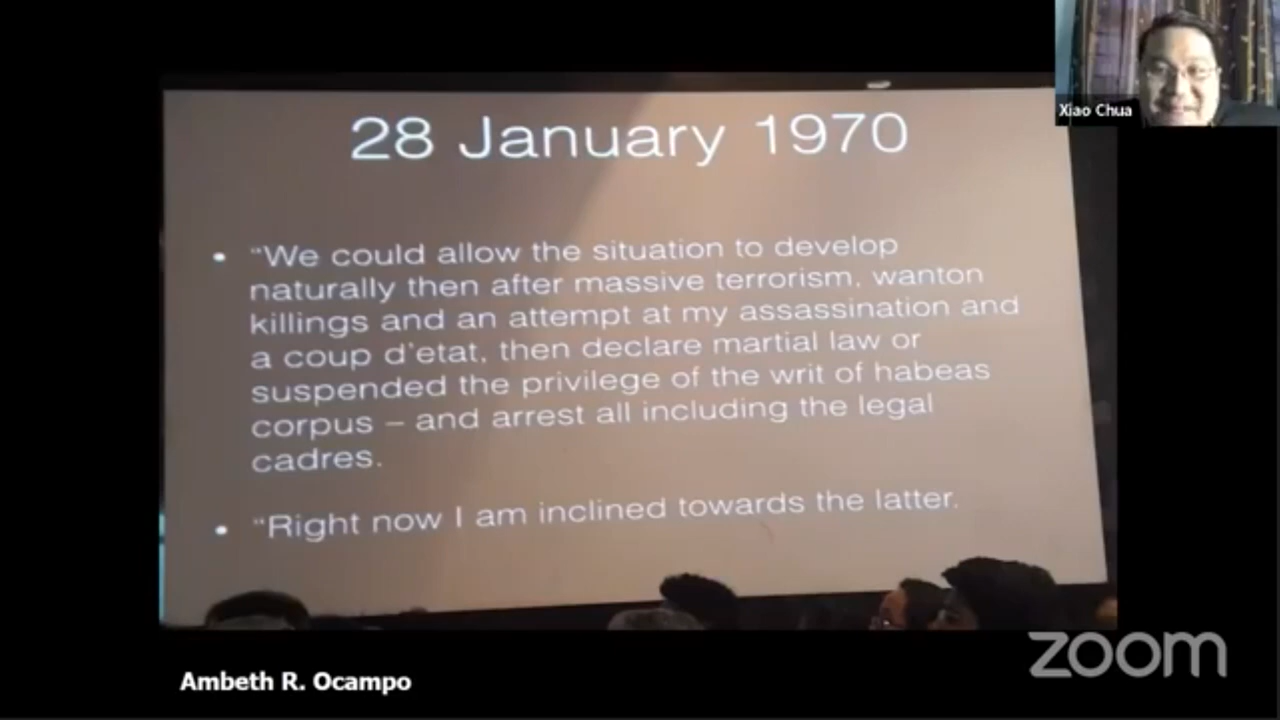 Xiao Chua
28 January 1970
• “We could allow the situation to develop
naturally then after massive terrorism, wanton
killings and an attempt at my assassination and
a coup d'etat, then declare martial law or
suspended the privilege of the writ of habeas
corpus – and arrest all including the legal
cadres.
• “Right now I am inclined towards the latter.
zoom
Ambeth R. Ocampo